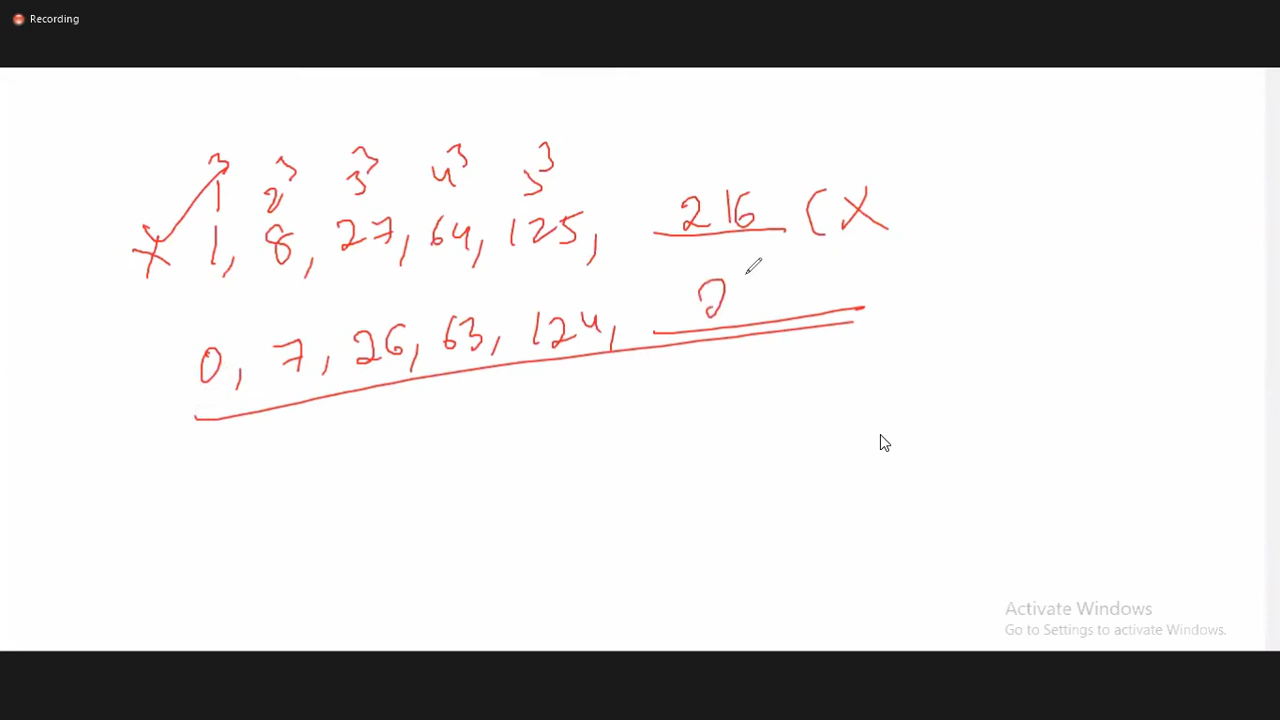 Recording
1³ 2³ 3³ 4³ 5³
X 1, 8, 27, 64, 125, 216 (X
0, 7, 26, 63, 124, 2
Activate Windows
Go to Settings to activate Windows.